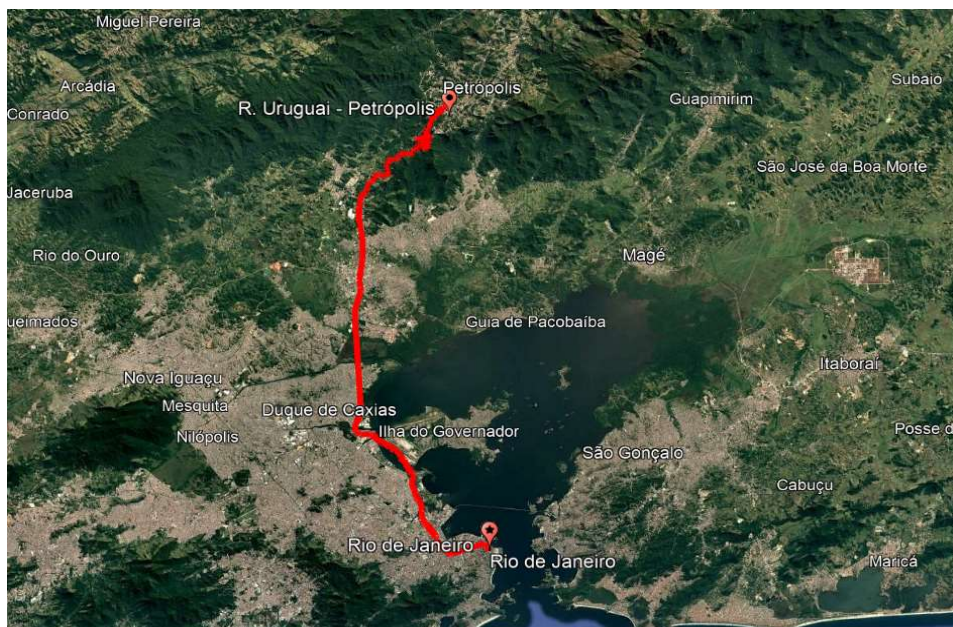 Miguel Pereira
Arcádia
Petrópolis
Subaio
Conrado
R. Uruguai - Petrópolis
Guapimirim
São José da Boa Morte
Jaceruba
Rio do Ouro
Magé
ueimados
Guia de Pacobaíba
Itaboraí
Nova Iguaçu
Mesquita
Duque de Caxias
Nilópolis
Ilha do Governador
Posse d
São Gonçalo
Cabuçu
Rio de Janeiro
Rio de Janeiro
Maricá